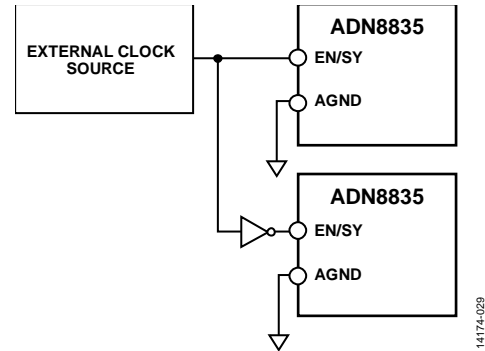 EXTERNAL CLOCK
SOURCE
ADN8835
EN/SY
AGND
ADN8835
EN/SY
AGND
14174-029